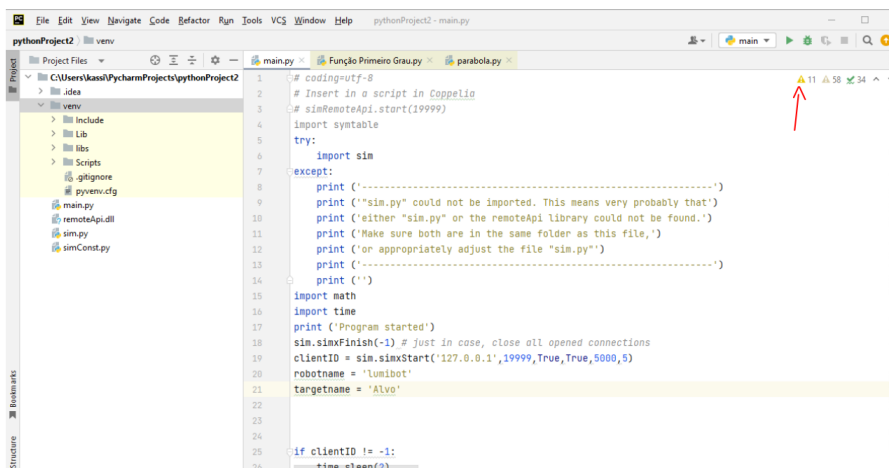 PC File Edit View Navigate Code Refactor Run Tools VCS Window Help pythonProject2 - main.py
pythonProject2 venv main
Project Files main.py Função Primeiro Grau.py parabola.py
Project
C:\Users\kassi\PycharmProjects\pythonProject2
.idea
venv
Include
Lib
libs
Scripts
.gitignore
pyvenv.cfg
main.py
remoteApi.dll
sim.py
simConst.py
Bookmarks
Structure
11 58 34
1 # coding=utf-8
2 # Insert in a script in Coppelia
3 # simRemoteApi.start(19999)
4 import symtable
5 try:
6 import sim
7 except:
8 print ('--------------------------------------------------------------')
9 print ('"sim.py" could not be imported. This means very probably that')
10 print ('either "sim.py" or the remoteApi library could not be found.')
11 print ('Make sure both are in the same folder as this file,')
12 print ('or appropriately adjust the file "sim.py"')
13 print ('--------------------------------------------------------------')
14 print ('')
15 import math
16 import time
17 print ('Program started')
18 sim.simxFinish(-1) # just in case, close all opened connections
19 clientID = sim.simxStart('127.0.0.1',19999,True,True,5000,5)
20 robotname = 'lumibot'
21 targetname = 'Alvo'
22
23
24
25 if clientID != -1:
26 time.sleep(2)